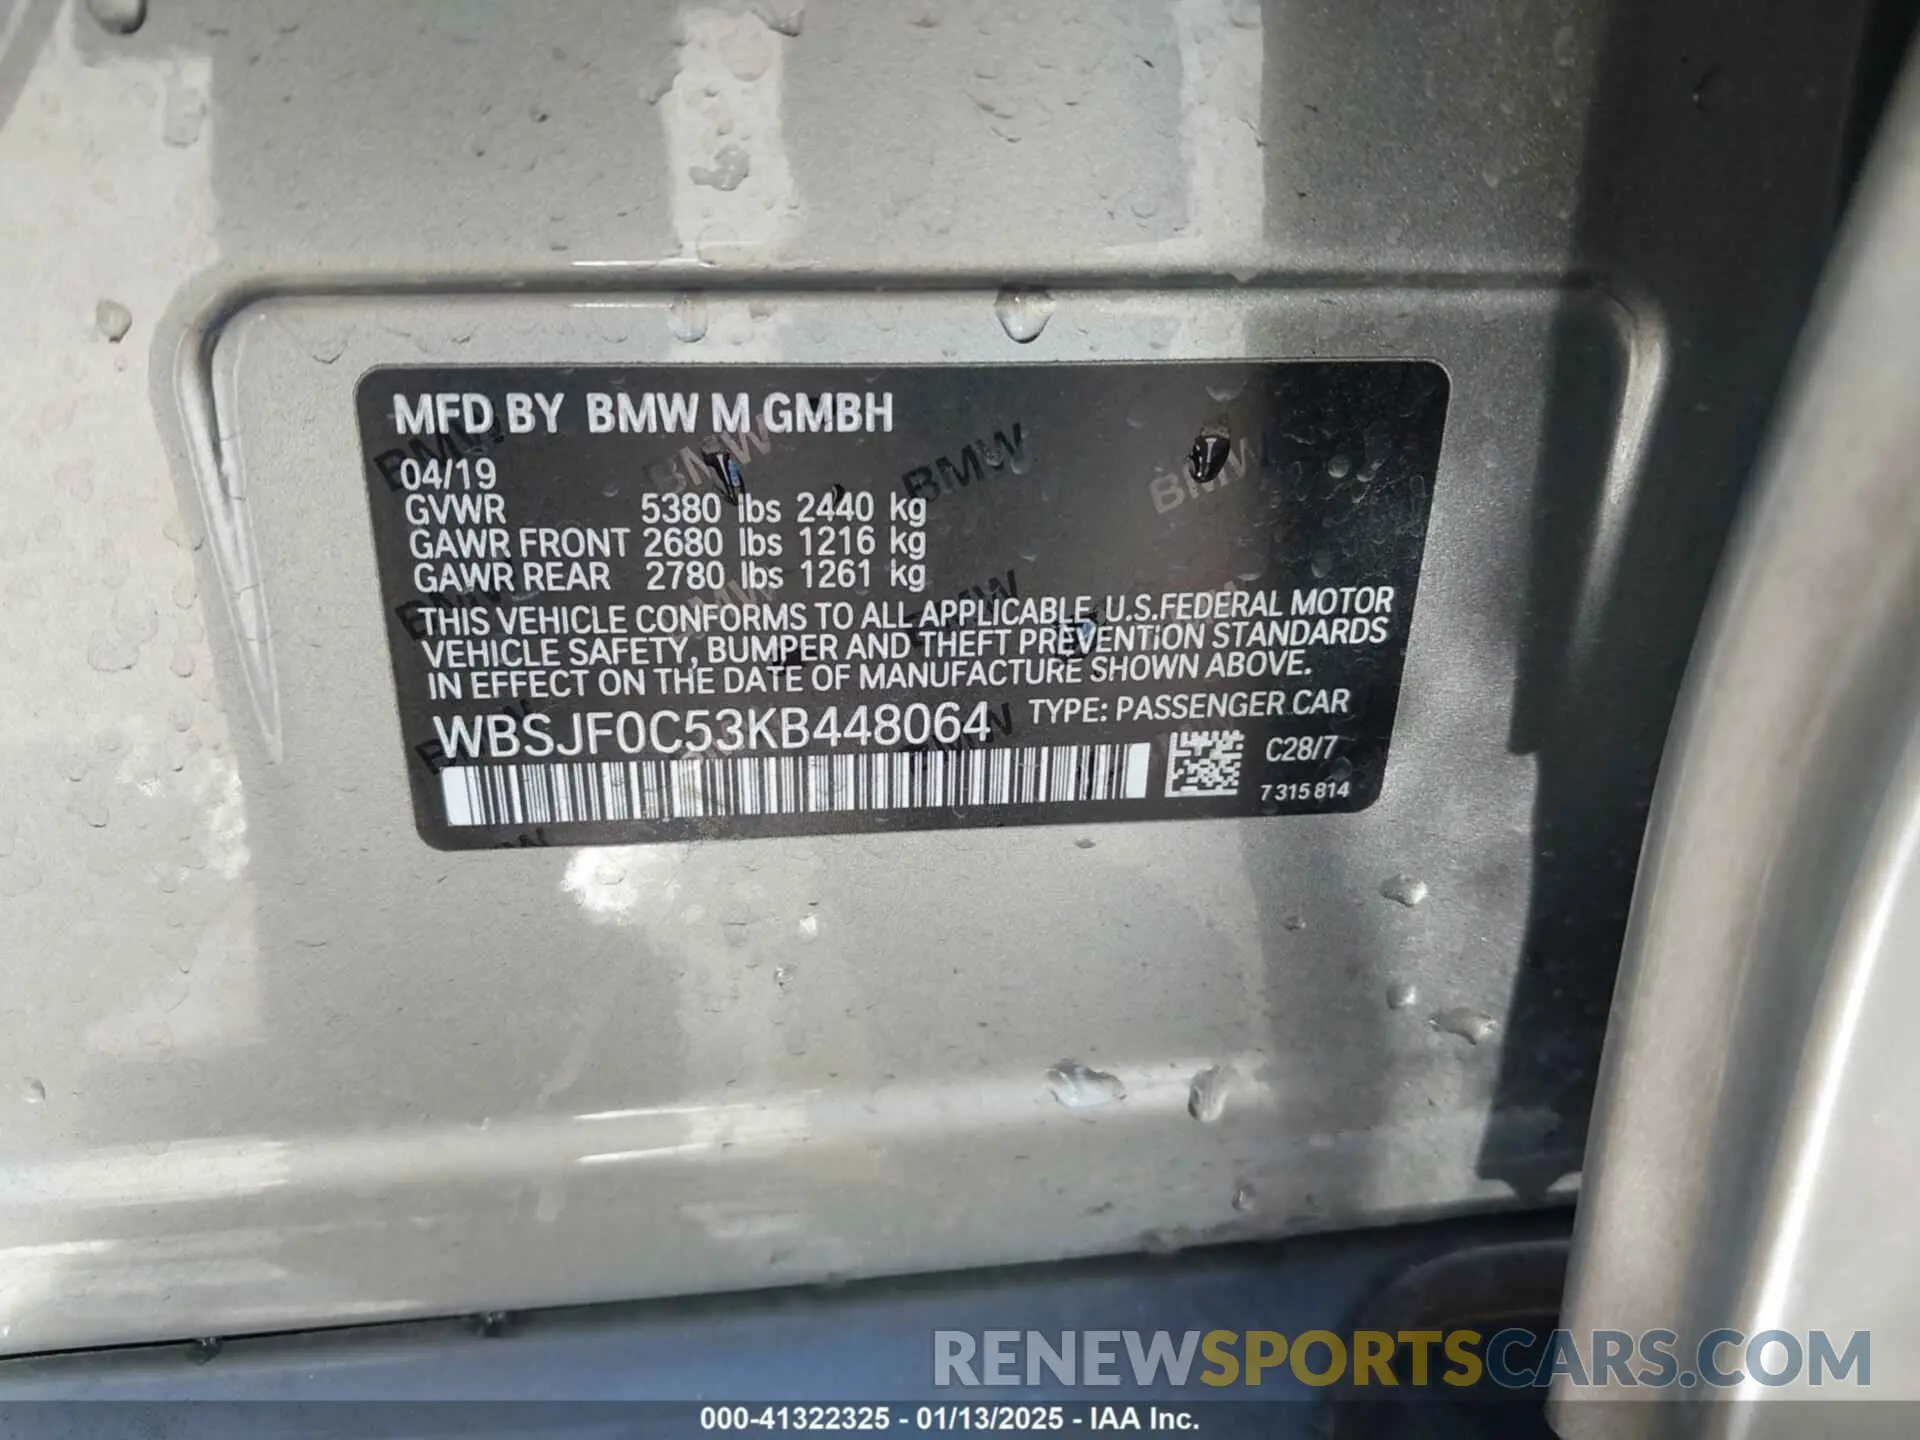 MFD BY BMW M GMBH
04/19
GVWR 5380 lbs 2440 kg
GAWR FRONT 2680 lbs 1216 kg
GAWR REAR 2780 lbs 1261 kg
THIS VEHICLE CONFORMS TO ALL APPLICABLE U.S.FEDERAL MOTOR
VEHICLE SAFETY, BUMPER AND THEFT PREVENTION STANDARDS
IN EFFECT ON THE DATE OF MANUFACTURE SHOWN ABOVE.
WBSJF0C53KB448064 TYPE: PASSENGER CAR
C28/7
7 315 814
RENEWSPORTSCARS.COM
000-41322325 - 01/13/2025 - IAA Inc.